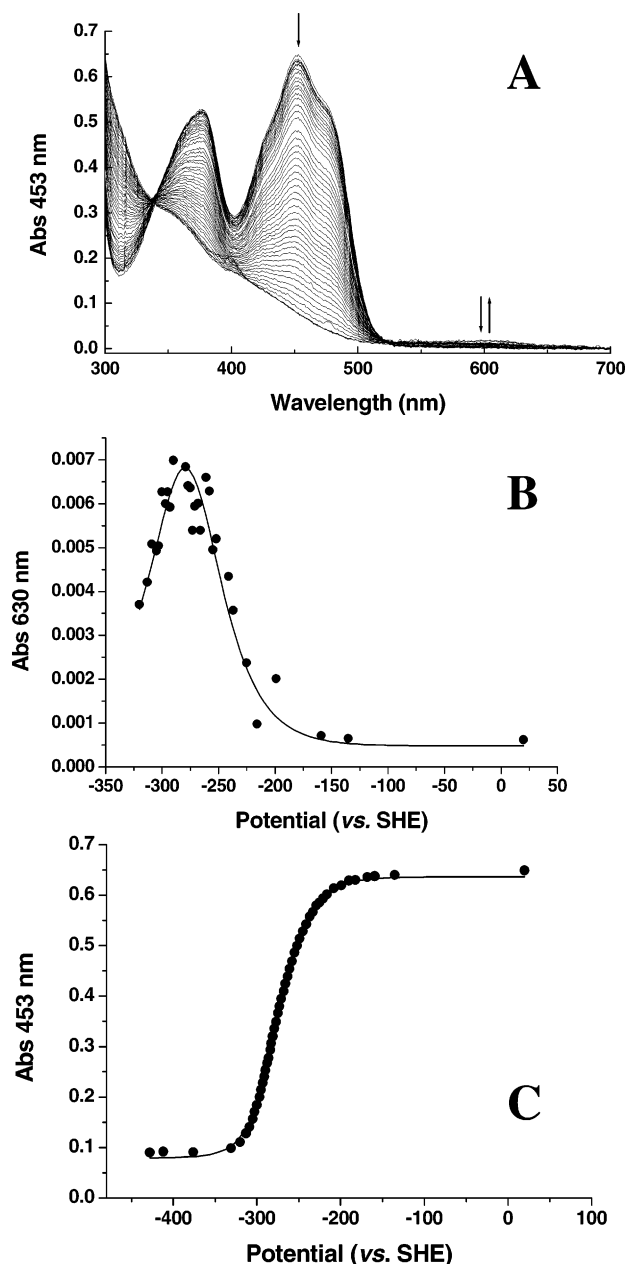 A
Abs 453 nm
0.7
0.6
0.5
0.4
0.3
0.2
0.1
0.0
300 400 500 600 700
Wavelength (nm)
B
Abs 630 nm
0.007
0.006
0.005
0.004
0.003
0.002
0.001
0.000
-350 -300 -250 -200 -150 -100 -50 0 50
Potential (vs. SHE)
C
Abs 453 nm
0.7
0.6
0.5
0.4
0.3
0.2
0.1
0.0
-400 -300 -200 -100 0 100
Potential (vs. SHE)